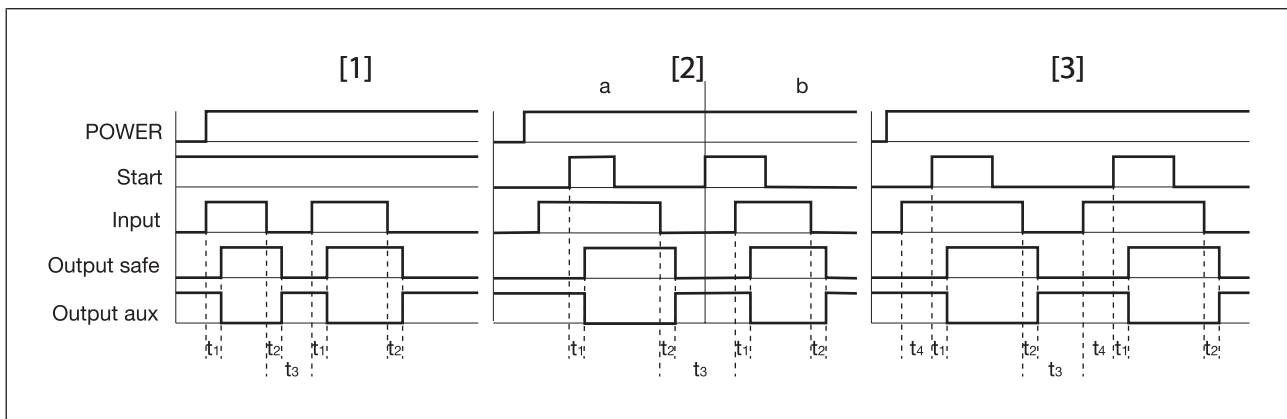 [1] [2] [3]
a b
POWER
Start
Input
Output safe
Output aux
t1 t2 t1 t2 t1 t2 t1 t2 t4 t1 t2 t4 t1 t2
t3 t3 t3